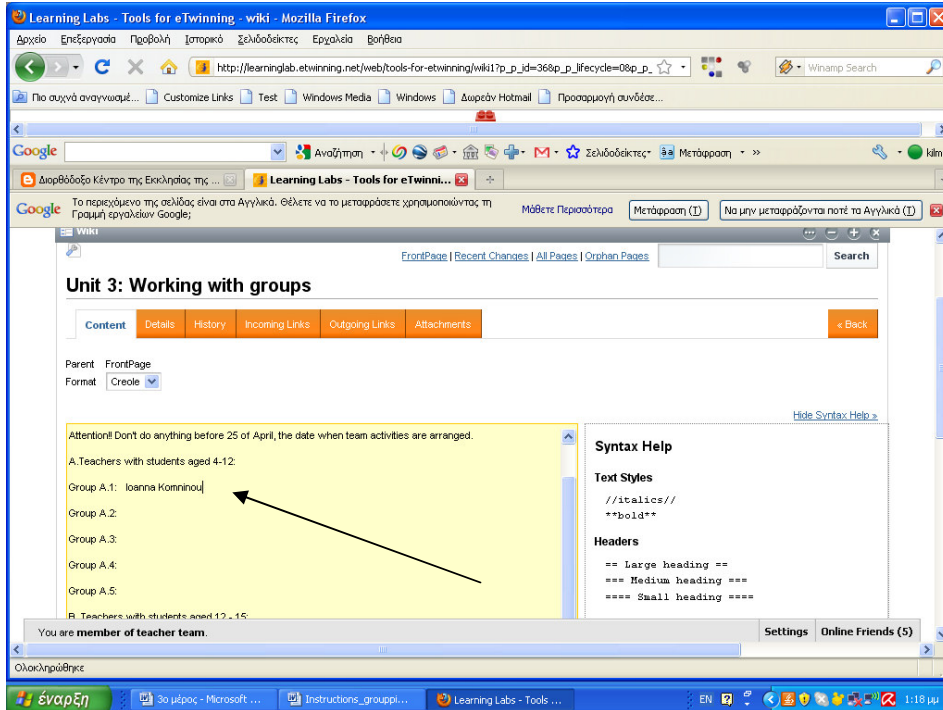 Learning Labs - Tools for eTwinning - wiki - Mozilla Firefox
Αρχείο Επεξεργασία Προβολή Ιστορικό Σελιδοδείκτες Εργαλεία Βοήθεια
http://learninglab.etwinning.net/web/tools-for-etwinning/wiki1?p_p_id=36&p_p_lifecycle=0&p_p_ Winamp Search
Πιο συχνά αναγνωσμέ... Customize Links Test Windows Media Windows Δωρεάν Hotmail Προσαρμογή συνδέσε...
Google Αναζήτηση Σελιδοδείκτες Μετάφραση » kilm
Διορθόδοξο Κέντρο της Εκκλησίας της ... Learning Labs - Tools for eTwinni...
Google Το περιεχόμενο της σελίδας είναι στα Αγγλικά. Θέλετε να το μεταφράσετε χρησιμοποιώντας τη
Γραμμή εργαλείων Google; Μάθετε Περισσότερα Μετάφραση (Τ) Να μην μεταφράζονται ποτέ τα Αγγλικά (Τ)
Wiki
FrontPage | Recent Changes | All Pages | Orphan Pages Search
Unit 3: Working with groups
Content Details History Incoming Links Outgoing Links Attachments « Back
Parent FrontPage
Format Creole
Hide Syntax Help »
Attention!! Don't do anything before 25 of April, the date when team activities are arranged.
A.Teachers with students aged 4-12:
Group A.1: Ioanna Komninou
Group A.2:
Group A.3:
Group A.4:
Group A.5:
B. Teachers with students aged 12 - 15:
Syntax Help
Text Styles
//italics//
**bold**
Headers
== Large heading ==
=== Medium heading ===
==== Small heading ====
You are member of teacher team. Settings Online Friends (5)
Ολοκληρώθηκε
έναρξη 3ο μέρος - Microsoft ... Instructions_grouppi... Learning Labs - Tools ... EN 1:18 μμ